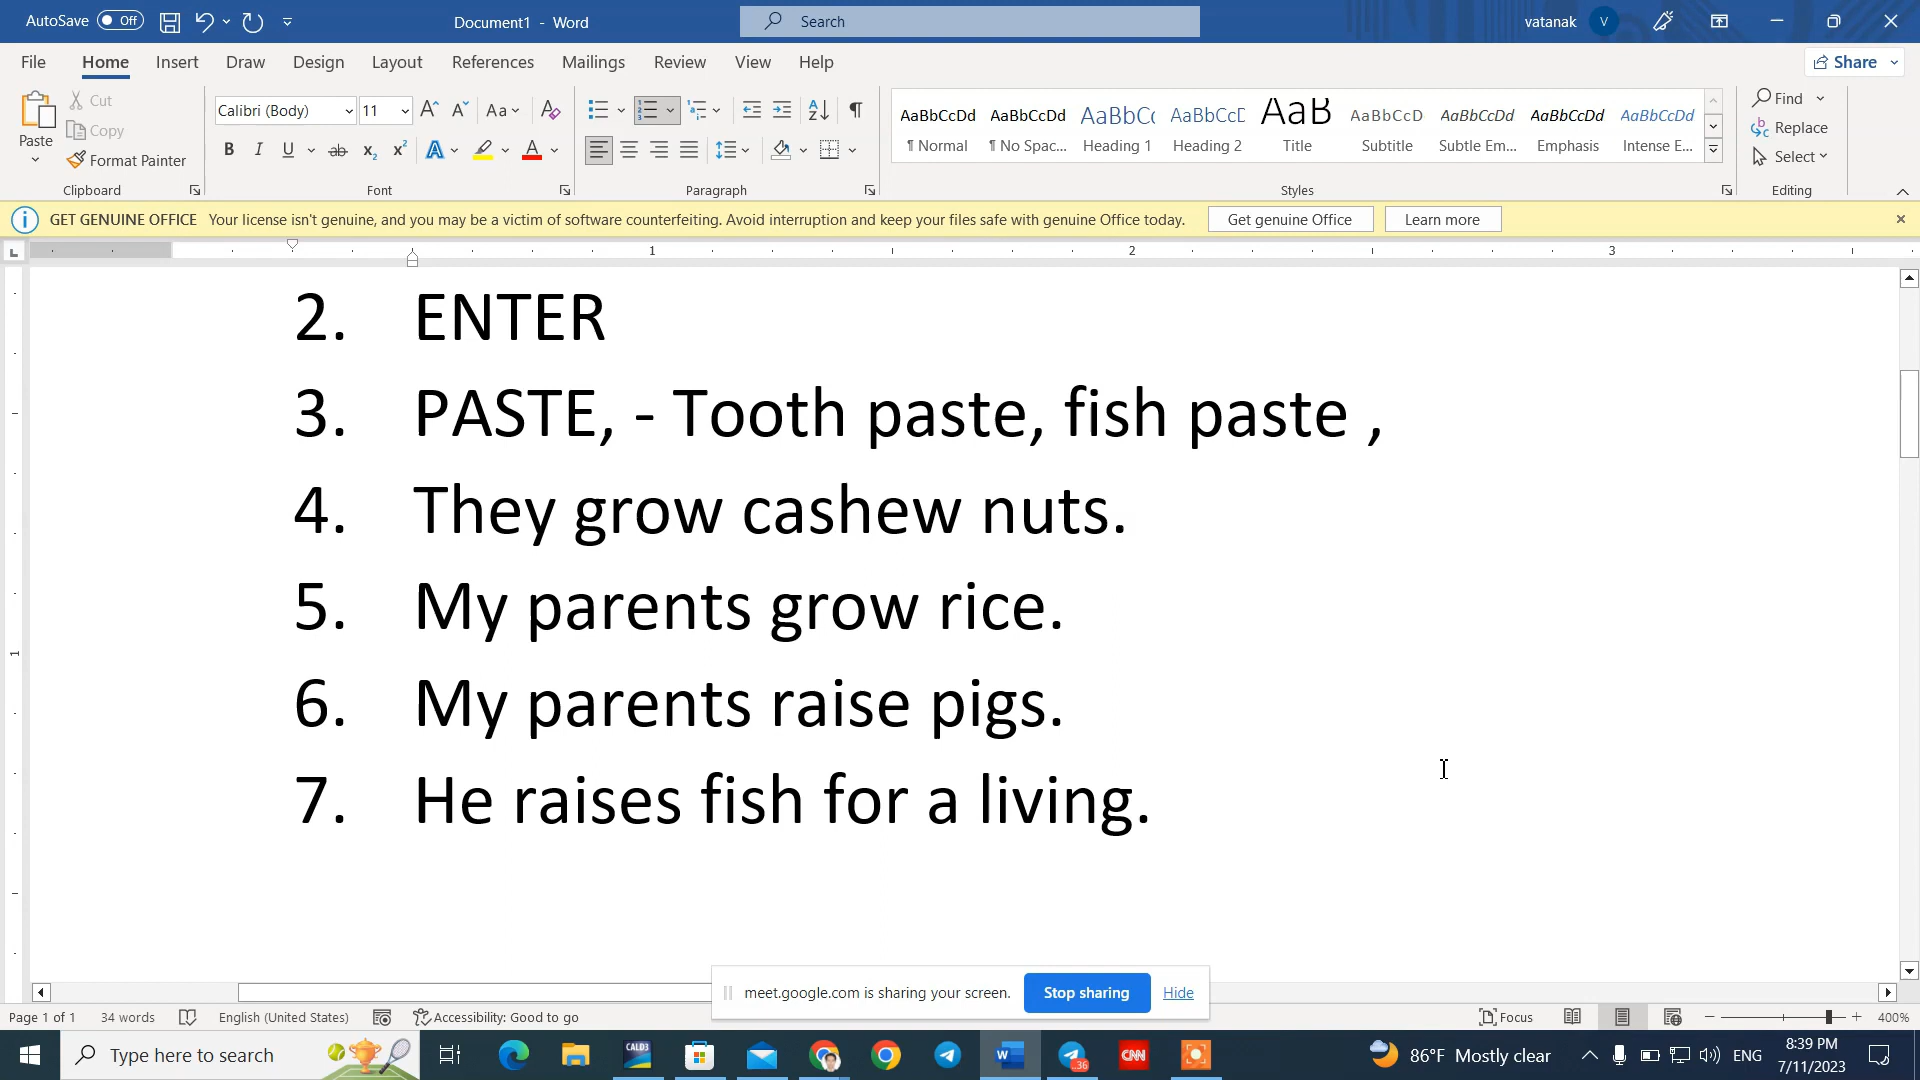 AutoSave Off Document1 - Word Search vatanak V
File Home Insert Draw Design Layout References Mailings Review View Help Share
Paste Cut Copy Format Painter Clipboard
Calibri (Body) 11 Font
Paragraph
AaBbCcDd ¶ Normal
AaBbCcDd ¶ No Spac...
AaBbC( Heading 1
AaBbCcD Heading 2
AaB Title
AaBbCcD Subtitle
AaBbCcDd Subtle Em...
AaBbCcDd Emphasis
AaBbCcDd Intense E...
Styles
Find
Replace
Select
Editing
GET GENUINE OFFICE Your license isn't genuine, and you may be a victim of software counterfeiting. Avoid interruption and keep your files safe with genuine Office today. Get genuine Office Learn more
1 2 3
2. ENTER
3. PASTE, - Tooth paste, fish paste ,
4. They grow cashew nuts.
5. My parents grow rice.
6. My parents raise pigs.
7. He raises fish for a living.
meet.google.com is sharing your screen. Stop sharing Hide
Page 1 of 1 34 words English (United States) Accessibility: Good to go Focus 400%
Type here to search CALD3 CNN 36 86°F Mostly clear ENG 8:39 PM
7/11/2023